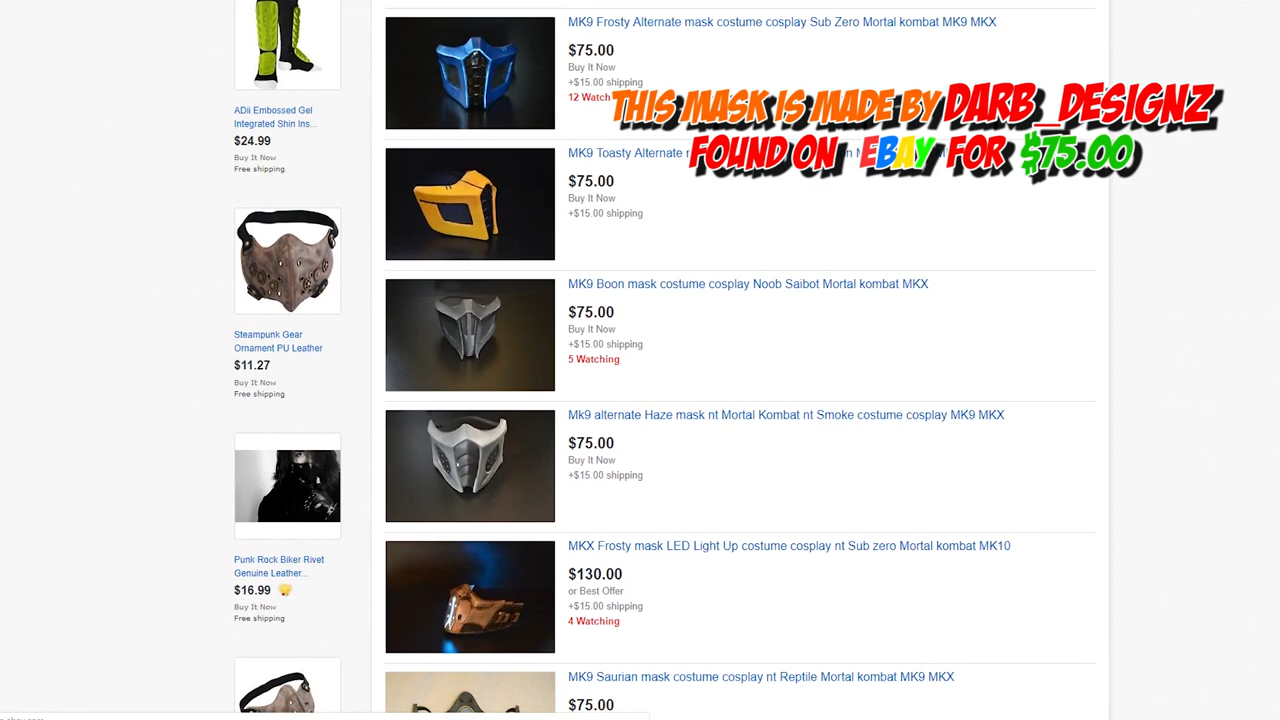 ADii Embossed Gel
Integrated Shin Ins...
$24.99
Buy It Now
Free shipping
Steampunk Gear
Ornament PU Leather
$11.27
Buy It Now
Free shipping
Punk Rock Biker Rivet
Genuine Leather...
$16.99
Buy It Now
Free shipping
MK9 Frosty Alternate mask costume cosplay Sub Zero Mortal kombat MK9 MKX
$75.00
Buy It Now
+$15.00 shipping
12 Watch
THIS MASK IS MADE BY DARB_DESIGNZ
FOUND ON EBAY FOR $75.00
MK9 Toasty Alternate
$75.00
Buy It Now
+$15.00 shipping
MK9 Boon mask costume cosplay Noob Saibot Mortal kombat MKX
$75.00
Buy It Now
+$15.00 shipping
5 Watching
Mk9 alternate Haze mask nt Mortal Kombat nt Smoke costume cosplay MK9 MKX
$75.00
Buy It Now
+$15.00 shipping
MKX Frosty mask LED Light Up costume cosplay nt Sub zero Mortal kombat MK10
$130.00
or Best Offer
+$15.00 shipping
4 Watching
MK9 Saurian mask costume cosplay nt Reptile Mortal kombat MK9 MKX
$75.00